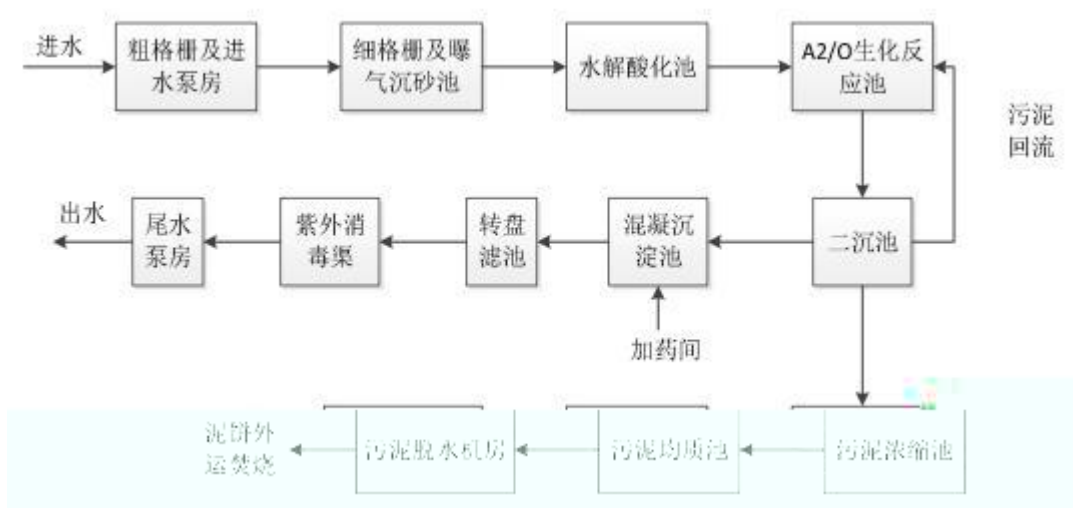 进水
粗格栅及进
水泵房
细格栅及曝
气沉砂池
水解酸化池
A2/O生化反
应池
污泥
回流
出水
尾水
泵房
紫外消
毒渠
转盘
滤池
混凝沉
淀池
二沉池
加药间
泥饼外
运焚烧
污泥脱水机房
污泥均质池
污泥浓缩池